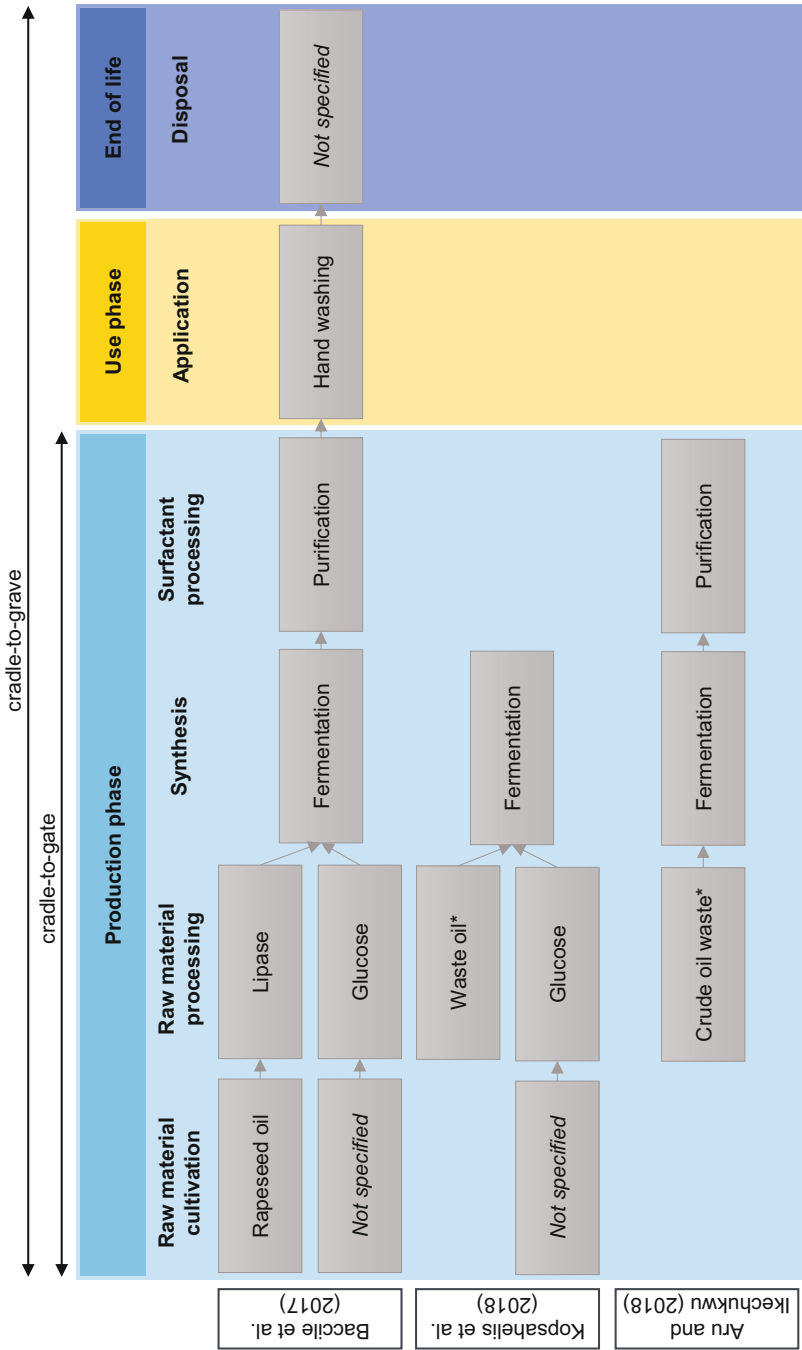 cradle-to-grave
cradle-to-gate
Production phase
Use phase
End of life
Raw material
cultivation
Raw material
processing
Synthesis
Surfactant
processing
Application
Disposal
Baccile et al.
(2017)
Rapeseed oil
Lipase
Not specified
Glucose
Fermentation
Purification
Hand washing
Not specified
Kopsahelis et al.
(2018)
Waste oil*
Not specified
Glucose
Fermentation
Aru and
Ikechukwu (2018)
Crude oil waste*
Fermentation
Purification